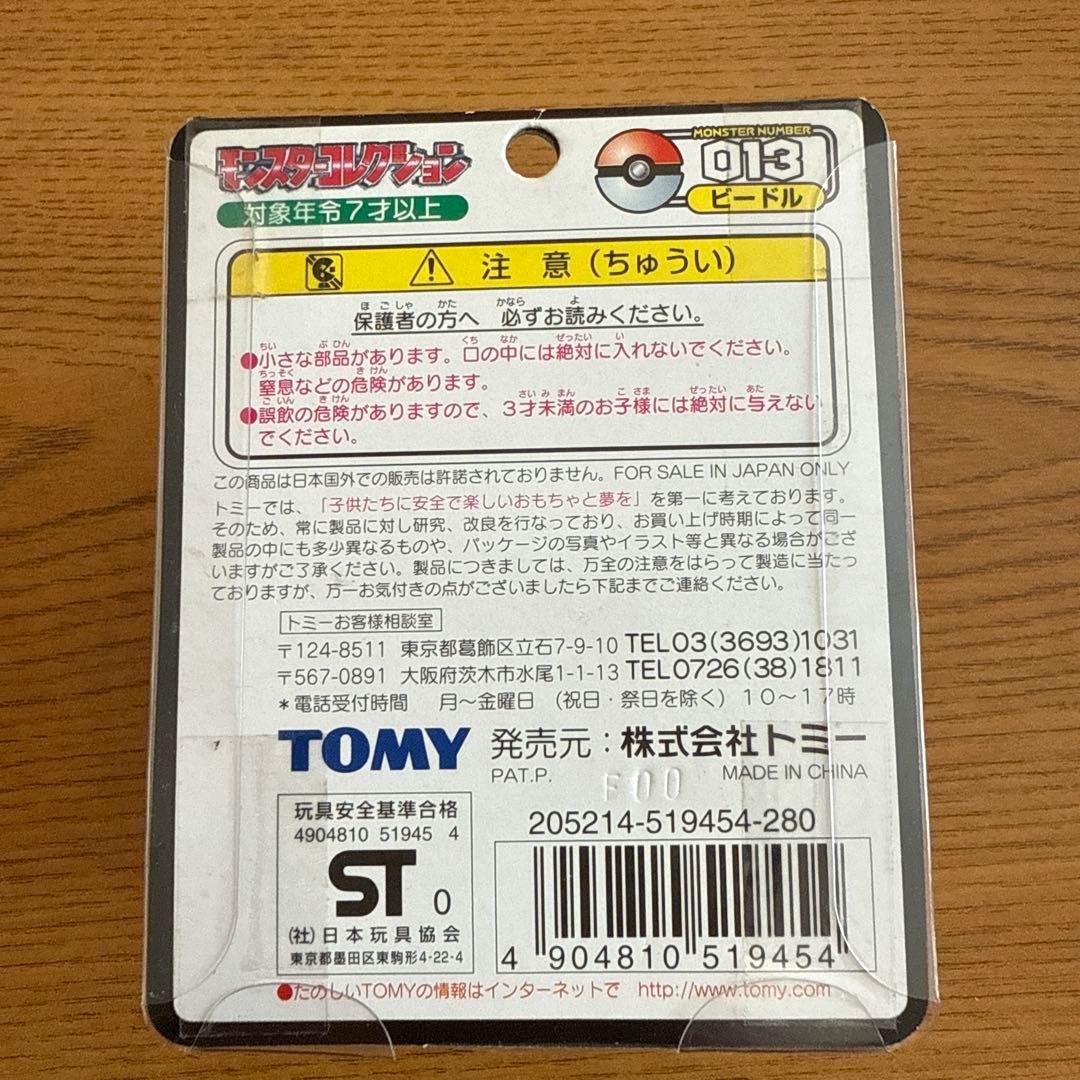 モンスターコレクション
対象年令7才以上
MONSTER NUMBER
013
ビードル
注 意 (ちゅうい)
保護者の方へ 必ずお読みください。
●小さな部品があります。口の中には絶対に入れないでください。
窒息などの危険があります。
●誤飲の危険がありますので、3才未満のお子様には絶対に与えない
でください。
この商品は日本国外での販売は許諾されておりません。FOR SALE IN JAPAN ONLY
トミーでは、「子供たちに安全で楽しいおもちゃと夢を」を第一に考えております。
そのため、常に製品に対し研究、改良を行なっており、お買い上げ時期によって同一
製品の中にも多少異なるものや、パッケージの写真やイラスト等と異なる場合がござ
いますがご了承ください。製品につきましては、万全の注意をはらって製造に当たっ
ておりますが、万一お気付きの点がございましたら下記までご連絡ください。
トミーお客様相談室
〒124-8511 東京都葛飾区立石7-9-10 TEL03(3693)1031
〒567-0891 大阪府茨木市水尾1-1-13 TEL0726(38)1811
*電話受付時間 月〜金曜日 (祝日・祭日を除く) 10〜17時
TOMY 発売元:株式会社トミー
PAT.P. F00 MADE IN CHINA
玩具安全基準合格
4904810 51945 4
ST 0
(社)日本玩具協会
東京都墨田区東駒形4-22-4
205214-519454-280
4 904810 519454
●たのしいTOMYの情報はインターネットで http://www.tomy.com